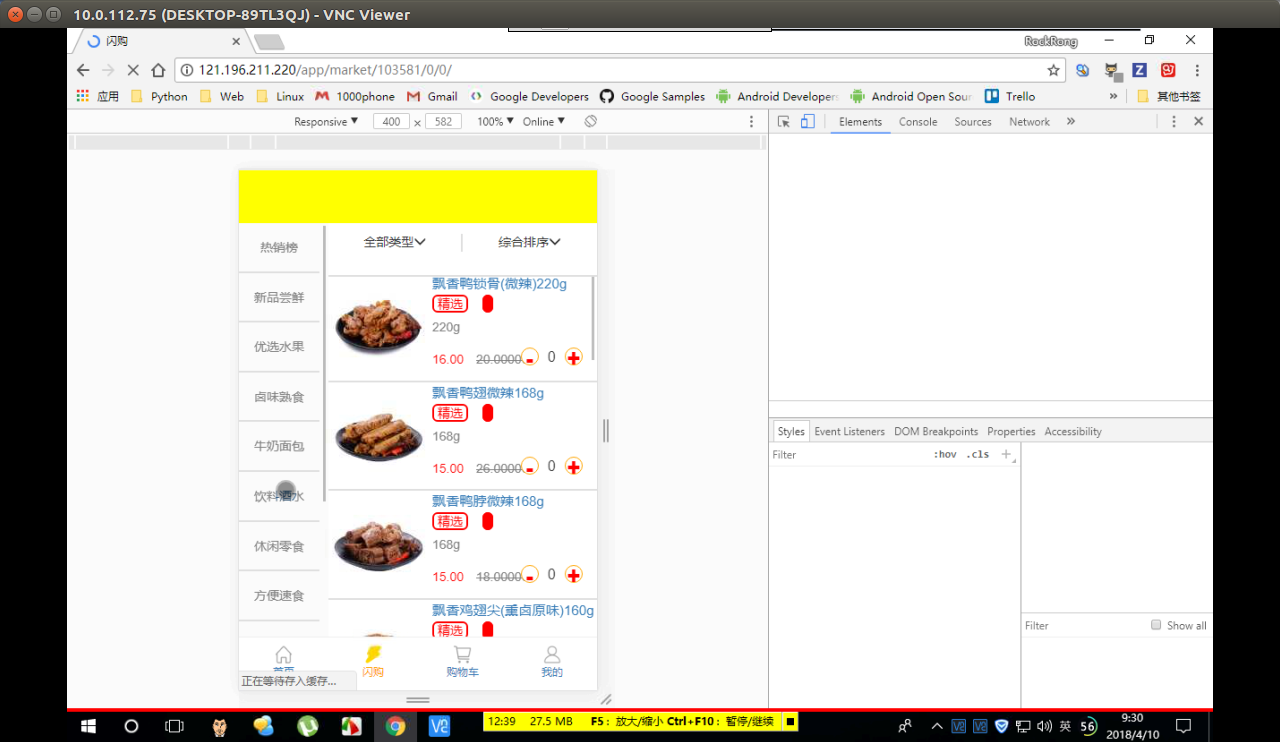 10.0.112.75 (DESKTOP-89TL3QJ) - VNC Viewer
闪购
RockRong
121.196.211.220/app/market/103581/0/0/
应用 Python Web Linux 1000phone Gmail Google Developers Google Samples Android Developer Android Open Sour Trello » 其他书签
Responsive ▼ 400 × 582 100% ▼ Online ▼
Elements Console Sources Network »
热销榜
新品尝鲜
优选水果
卤味熟食
牛奶面包
饮料酒水
休闲零食
方便速食
全部类型 综合排序
飘香鸭锁骨(微辣)220g
精选
220g
16.00 20.0000 - 0 +
飘香鸭翅微辣168g
精选
168g
15.00 26.0000 - 0 +
飘香鸭脖微辣168g
精选
168g
15.00 18.0000 - 0 +
飘香鸡翅尖(熏卤原味)160g
精选
首页 闪购 购物车 我的
正在等待存入缓存...
Styles Event Listeners DOM Breakpoints Properties Accessibility
Filter :hov .cls +
Filter Show all
12:39 27.5 MB F5：放大/缩小 Ctrl+F10：暂停/继续
英 56
9:30
2018/4/10